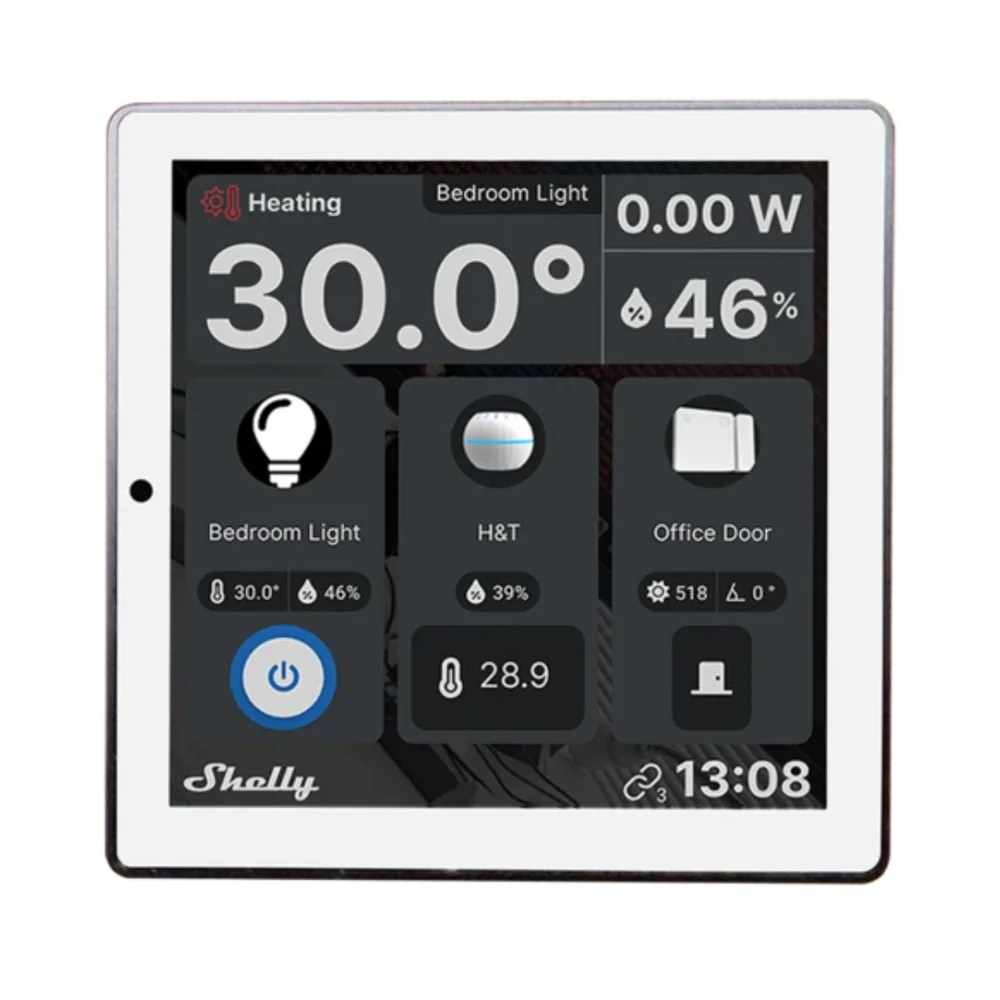 Heating
Bedroom Light
0.00 W
30.0°
46%
Bedroom Light
H&T
Office Door
30.0° 46%
39%
518 0°
28.9
Shelly
3 13:08